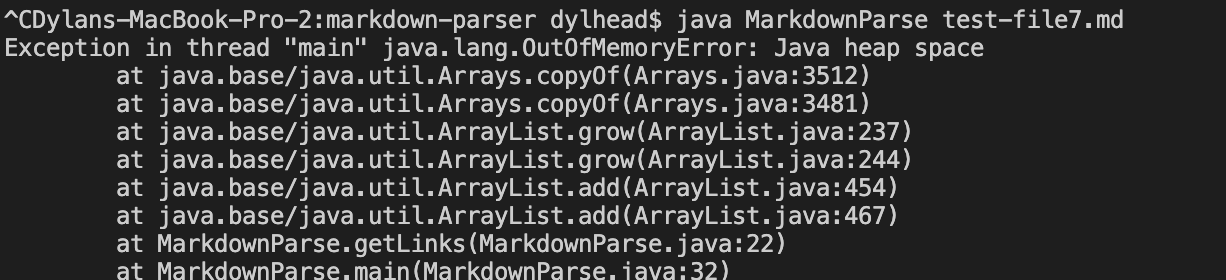 ^CDylans-MacBook-Pro-2:markdown-parser dylhead$ java MarkdownParse test-file7.md
Exception in thread "main" java.lang.OutOfMemoryError: Java heap space
        at java.base/java.util.Arrays.copyOf(Arrays.java:3512)
        at java.base/java.util.Arrays.copyOf(Arrays.java:3481)
        at java.base/java.util.ArrayList.grow(ArrayList.java:237)
        at java.base/java.util.ArrayList.grow(ArrayList.java:244)
        at java.base/java.util.ArrayList.add(ArrayList.java:454)
        at java.base/java.util.ArrayList.add(ArrayList.java:467)
        at MarkdownParse.getLinks(MarkdownParse.java:22)
        at MarkdownParse.main(MarkdownParse.java:32)